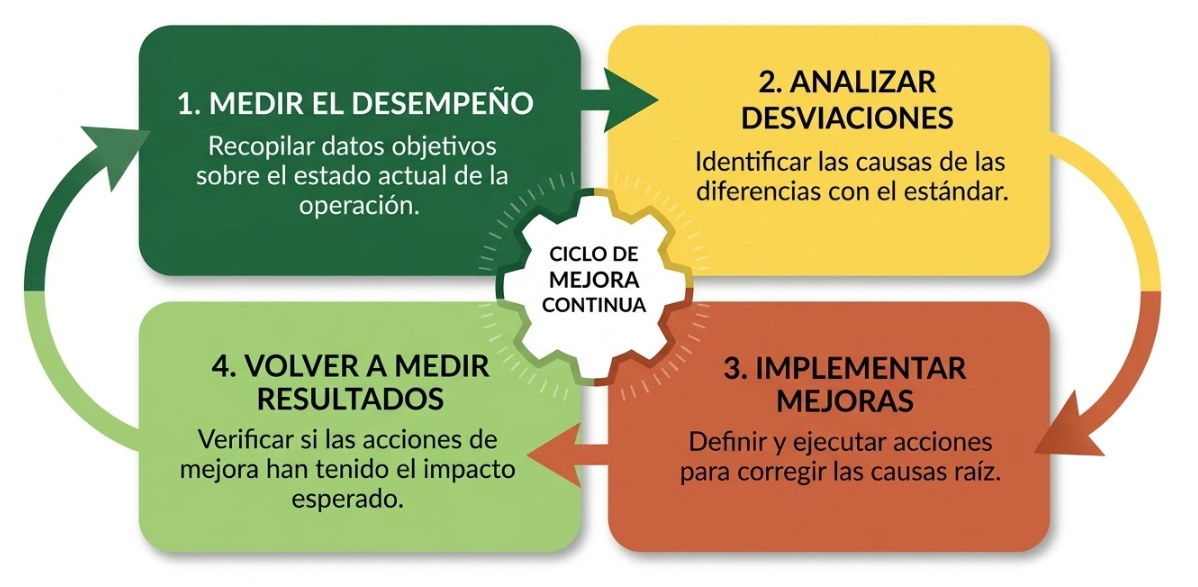 1. MEDIR EL DESEMPEÑO
Recopilar datos objetivos
sobre el estado actual de la
operación.
2. ANALIZAR
DESVIACIONES
Identificar las causas de las
diferencias con el estándar.
CICLO DE
MEJORA
CONTINUA
3. IMPLEMENTAR
MEJORAS
Definir y ejecutar acciones
para corregir las causas raíz.
4. VOLVER A MEDIR
RESULTADOS
Verificar si las acciones de
mejora han tenido el impacto
esperado.